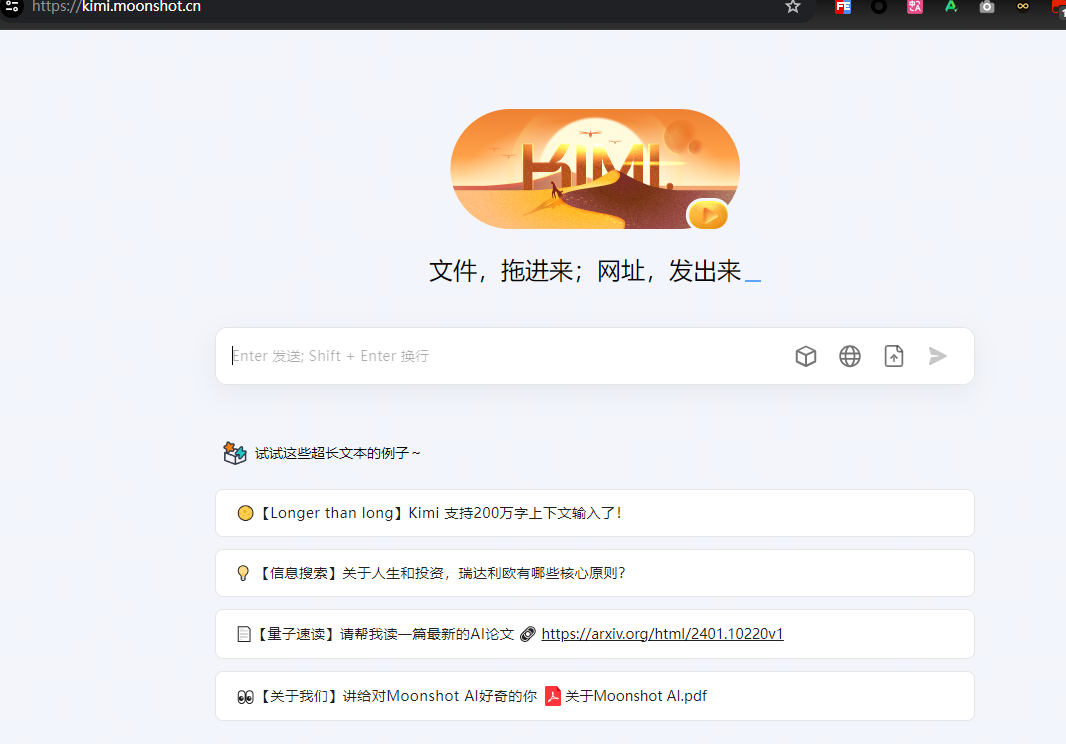 https://kimi.moonshot.cn
KIMI.
文件，拖进来；网址，发出来_
Enter 发送; Shift + Enter 换行
试试这些超长文本的例子～
【Longer than long】Kimi 支持200万字上下文输入了！
【信息搜索】关于人生和投资，瑞达利欧有哪些核心原则？
【量子速读】请帮我读一篇最新的AI论文 https://arxiv.org/html/2401.10220v1
【关于我们】讲给对Moonshot AI好奇的你 关于Moonshot AI.pdf